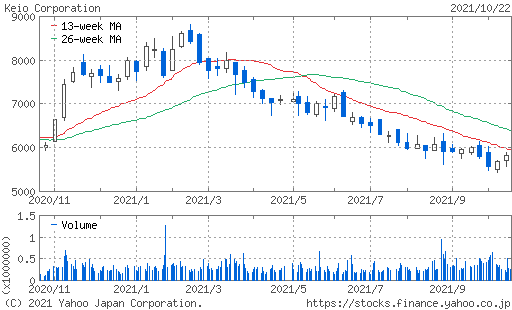 Keio Corporation 2021/10/22
9000
13-week MA
26-week MA
8000
7000
6000
5000
2020/11 2021/1 2021/3 2021/5 2021/7 2021/9
1.5
Volume
1
0.5
0
(x1000000)
2020/11 2021/1 2021/3 2021/5 2021/7 2021/9
(C) 2021 Yahoo Japan Corporation. https://stocks.finance.yahoo.co.jp/